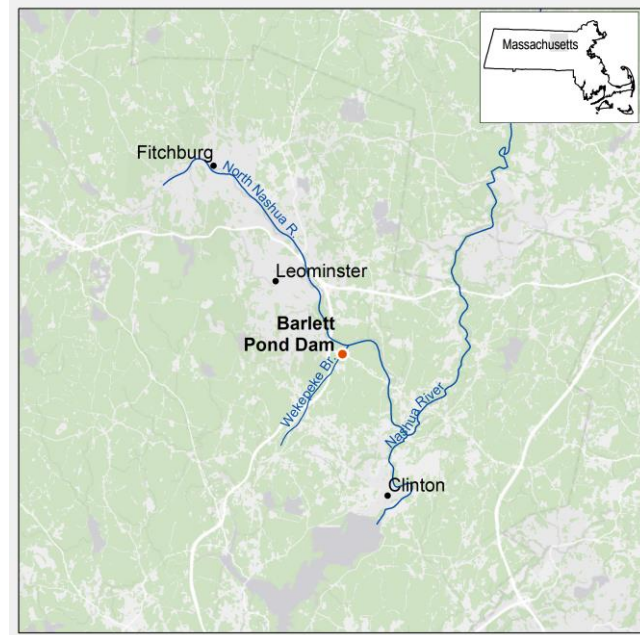 Massachusetts
Fitchburg
North Nashua R.
Leominster
Barlett
Pond Dam
Wekepeke Br.
Nashua River
Clinton